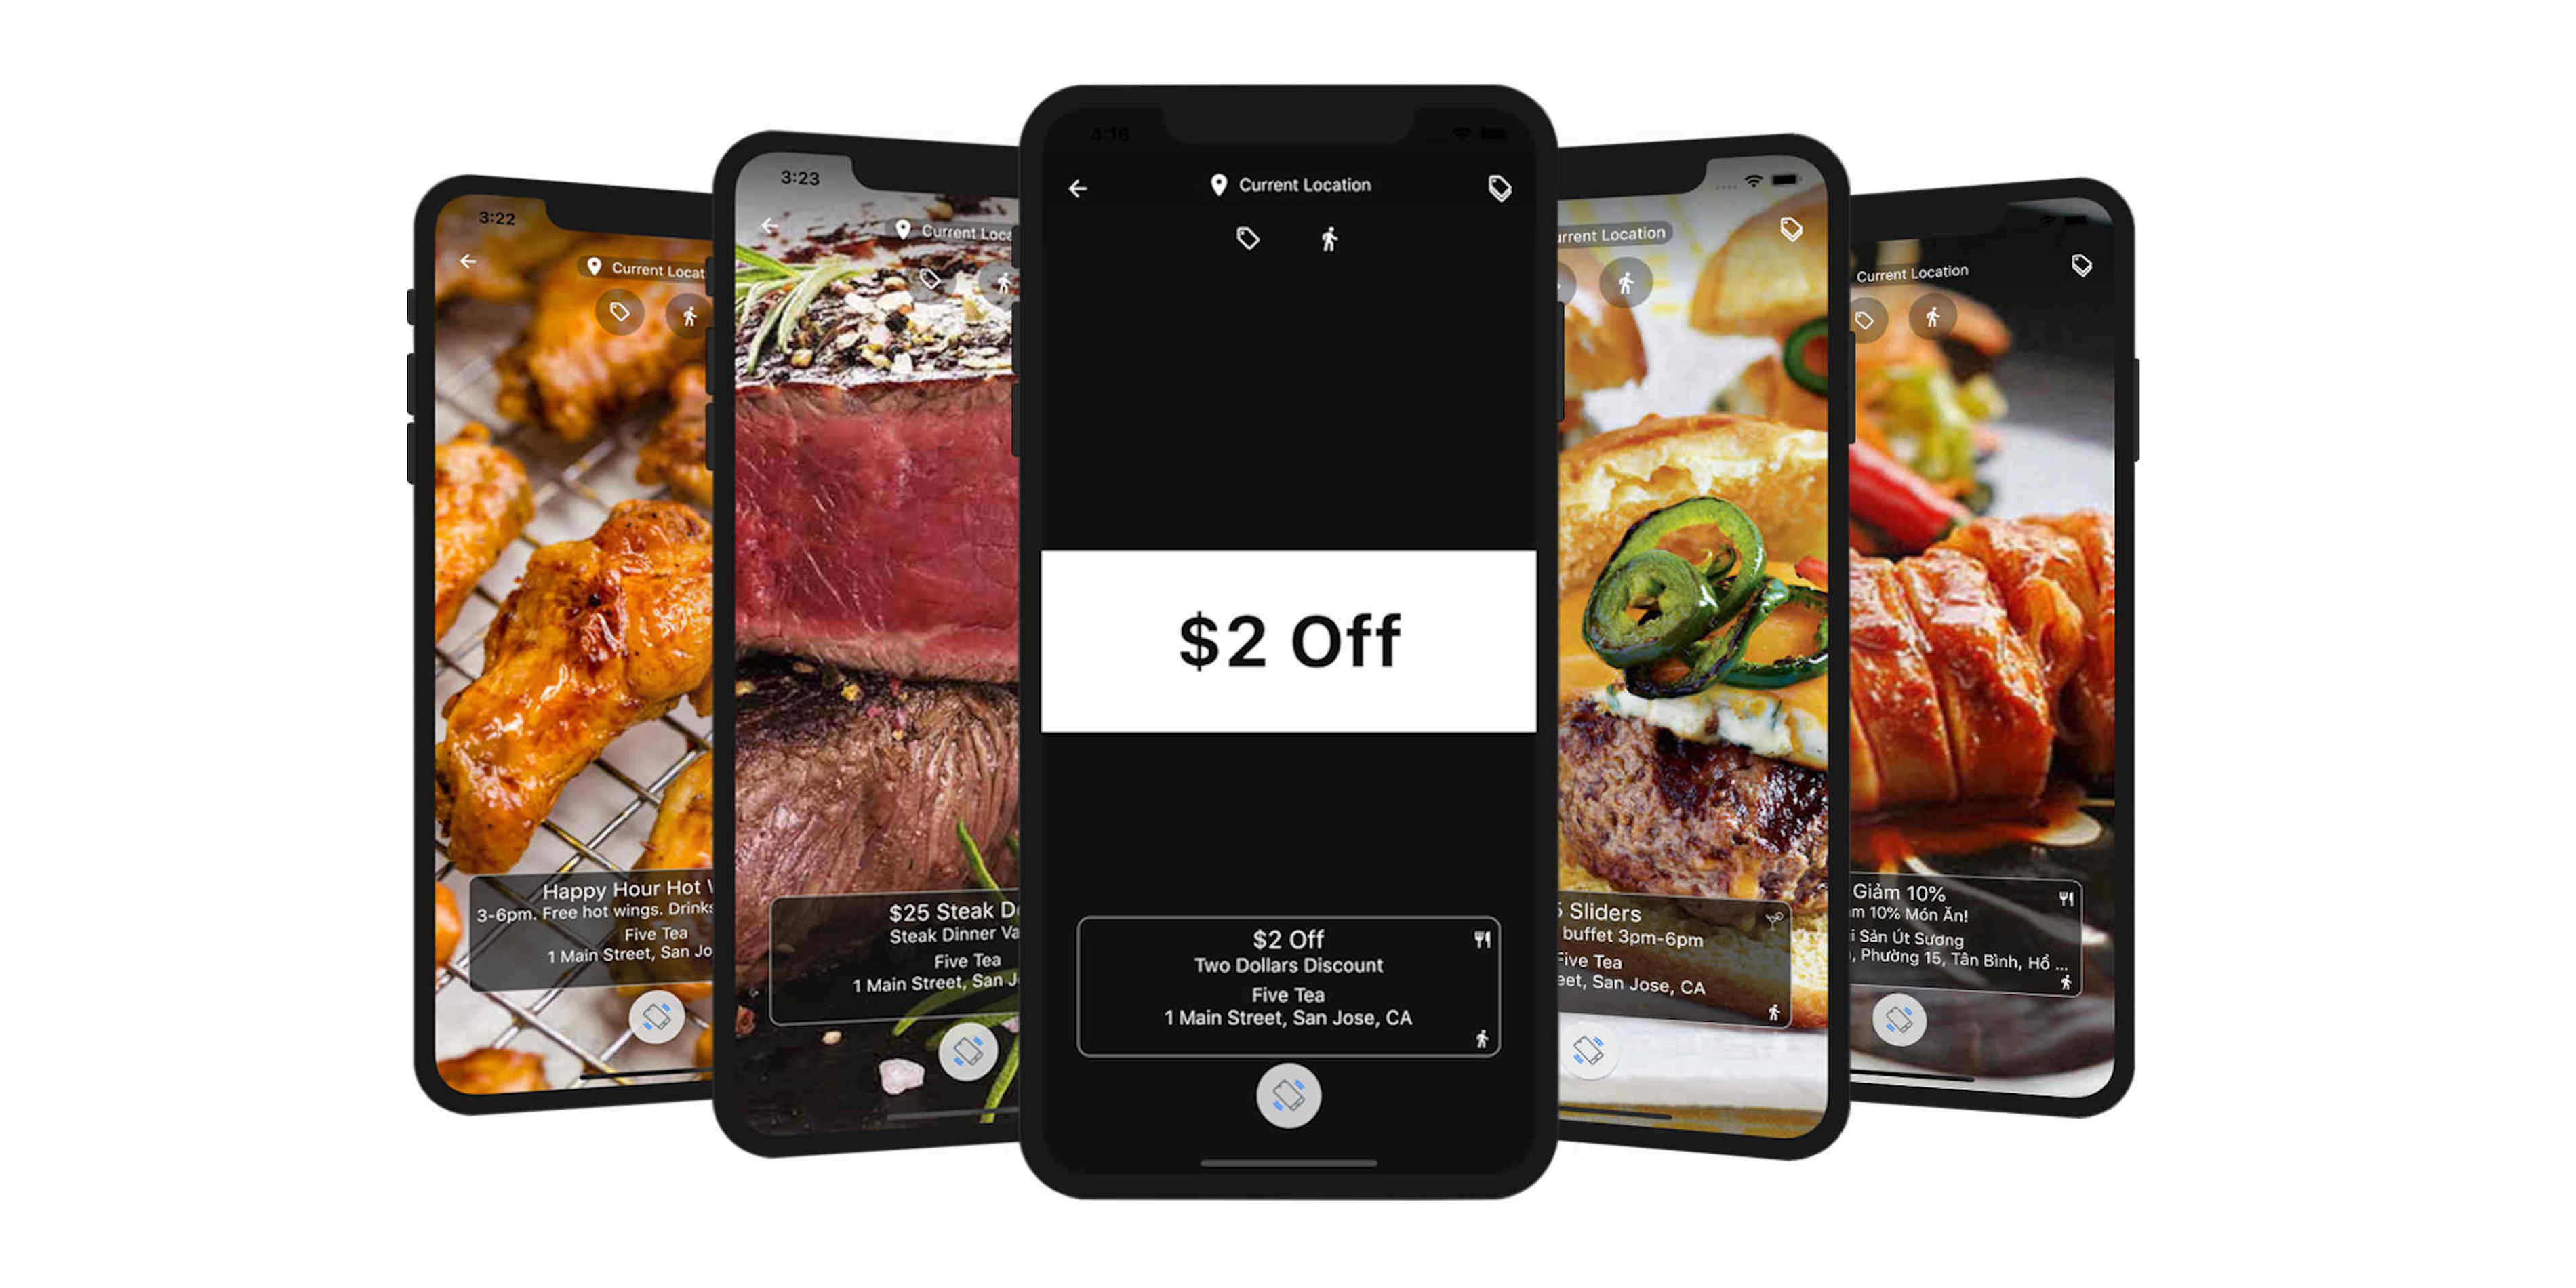 3:22
Current Locat
Happy Hour Hot
3-6pm. Free hot wings. Drinks
Five Tea
1 Main Street, San Jo
3:23
Current Loca
$25 Steak D
Steak Dinner Va
Five Tea
1 Main Street, San J
4:16
Current Location
$2 Off
$2 Off
Two Dollars Discount
Five Tea
1 Main Street, San Jose, CA
rrent Location
Sliders
buffet 3pm-6pm
Five Tea
eet, San Jose, CA
Current Location
Giảm 10%
m 10% Món Ăn!
i Sản Út Sương
, Phường 15, Tân Bình, Hồ ...